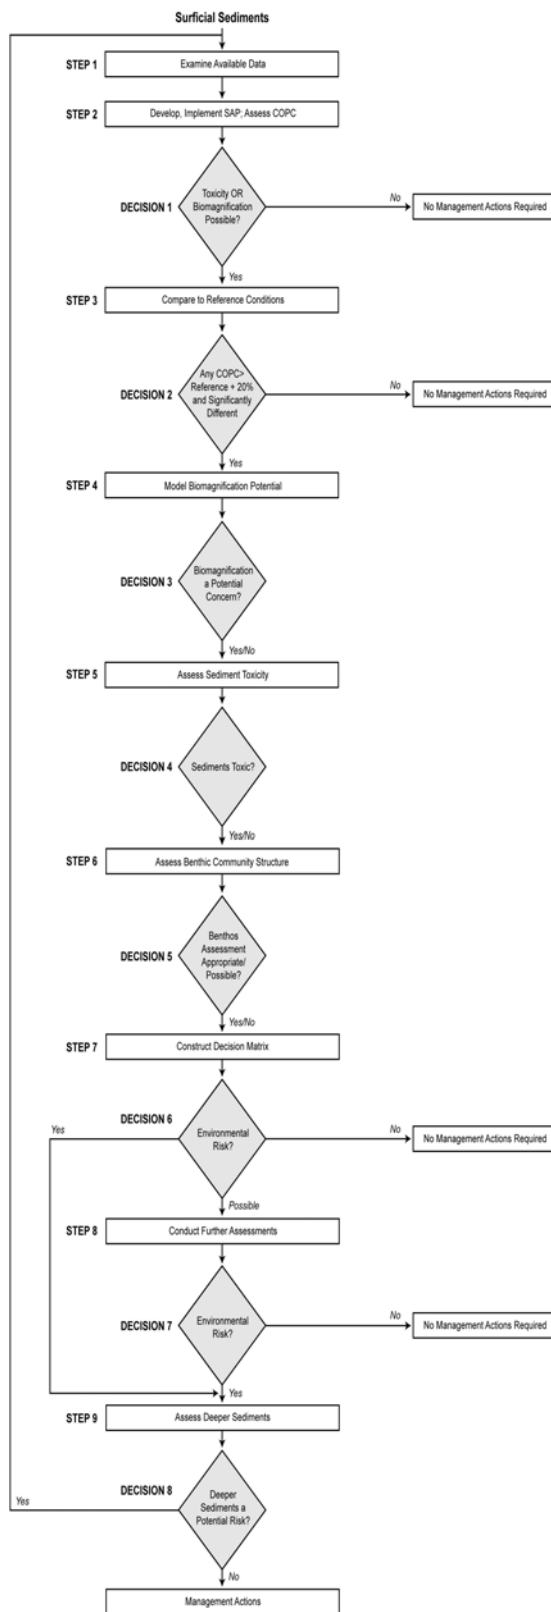 Surficial Sediments
STEP 1
Examine Available Data
STEP 2
Develop, Implement SAP; Assess COPC
DECISION 1
Toxicity OR
Biomagnification
Possible?
No
No Management Actions Required
Yes
STEP 3
Compare to Reference Conditions
DECISION 2
Any COPC>
Reference + 20%
and Significantly
Different
No
No Management Actions Required
Yes
STEP 4
Model Biomagnification Potential
DECISION 3
Biomagnification
a Potential
Concern?
Yes/No
STEP 5
Assess Sediment Toxicity
DECISION 4
Sediments Toxic?
Yes/No
STEP 6
Assess Benthic Community Structure
DECISION 5
Benthos
Assessment
Appropriate/
Possible?
Yes/No
STEP 7
Construct Decision Matrix
DECISION 6
Yes
Environmental
Risk?
No
No Management Actions Required
Possible
STEP 8
Conduct Further Assessments
DECISION 7
Environmental
Risk?
No
No Management Actions Required
Yes
STEP 9
Assess Deeper Sediments
DECISION 8
Yes
Deeper
Sediments a
Potential Risk?
No
Management Actions